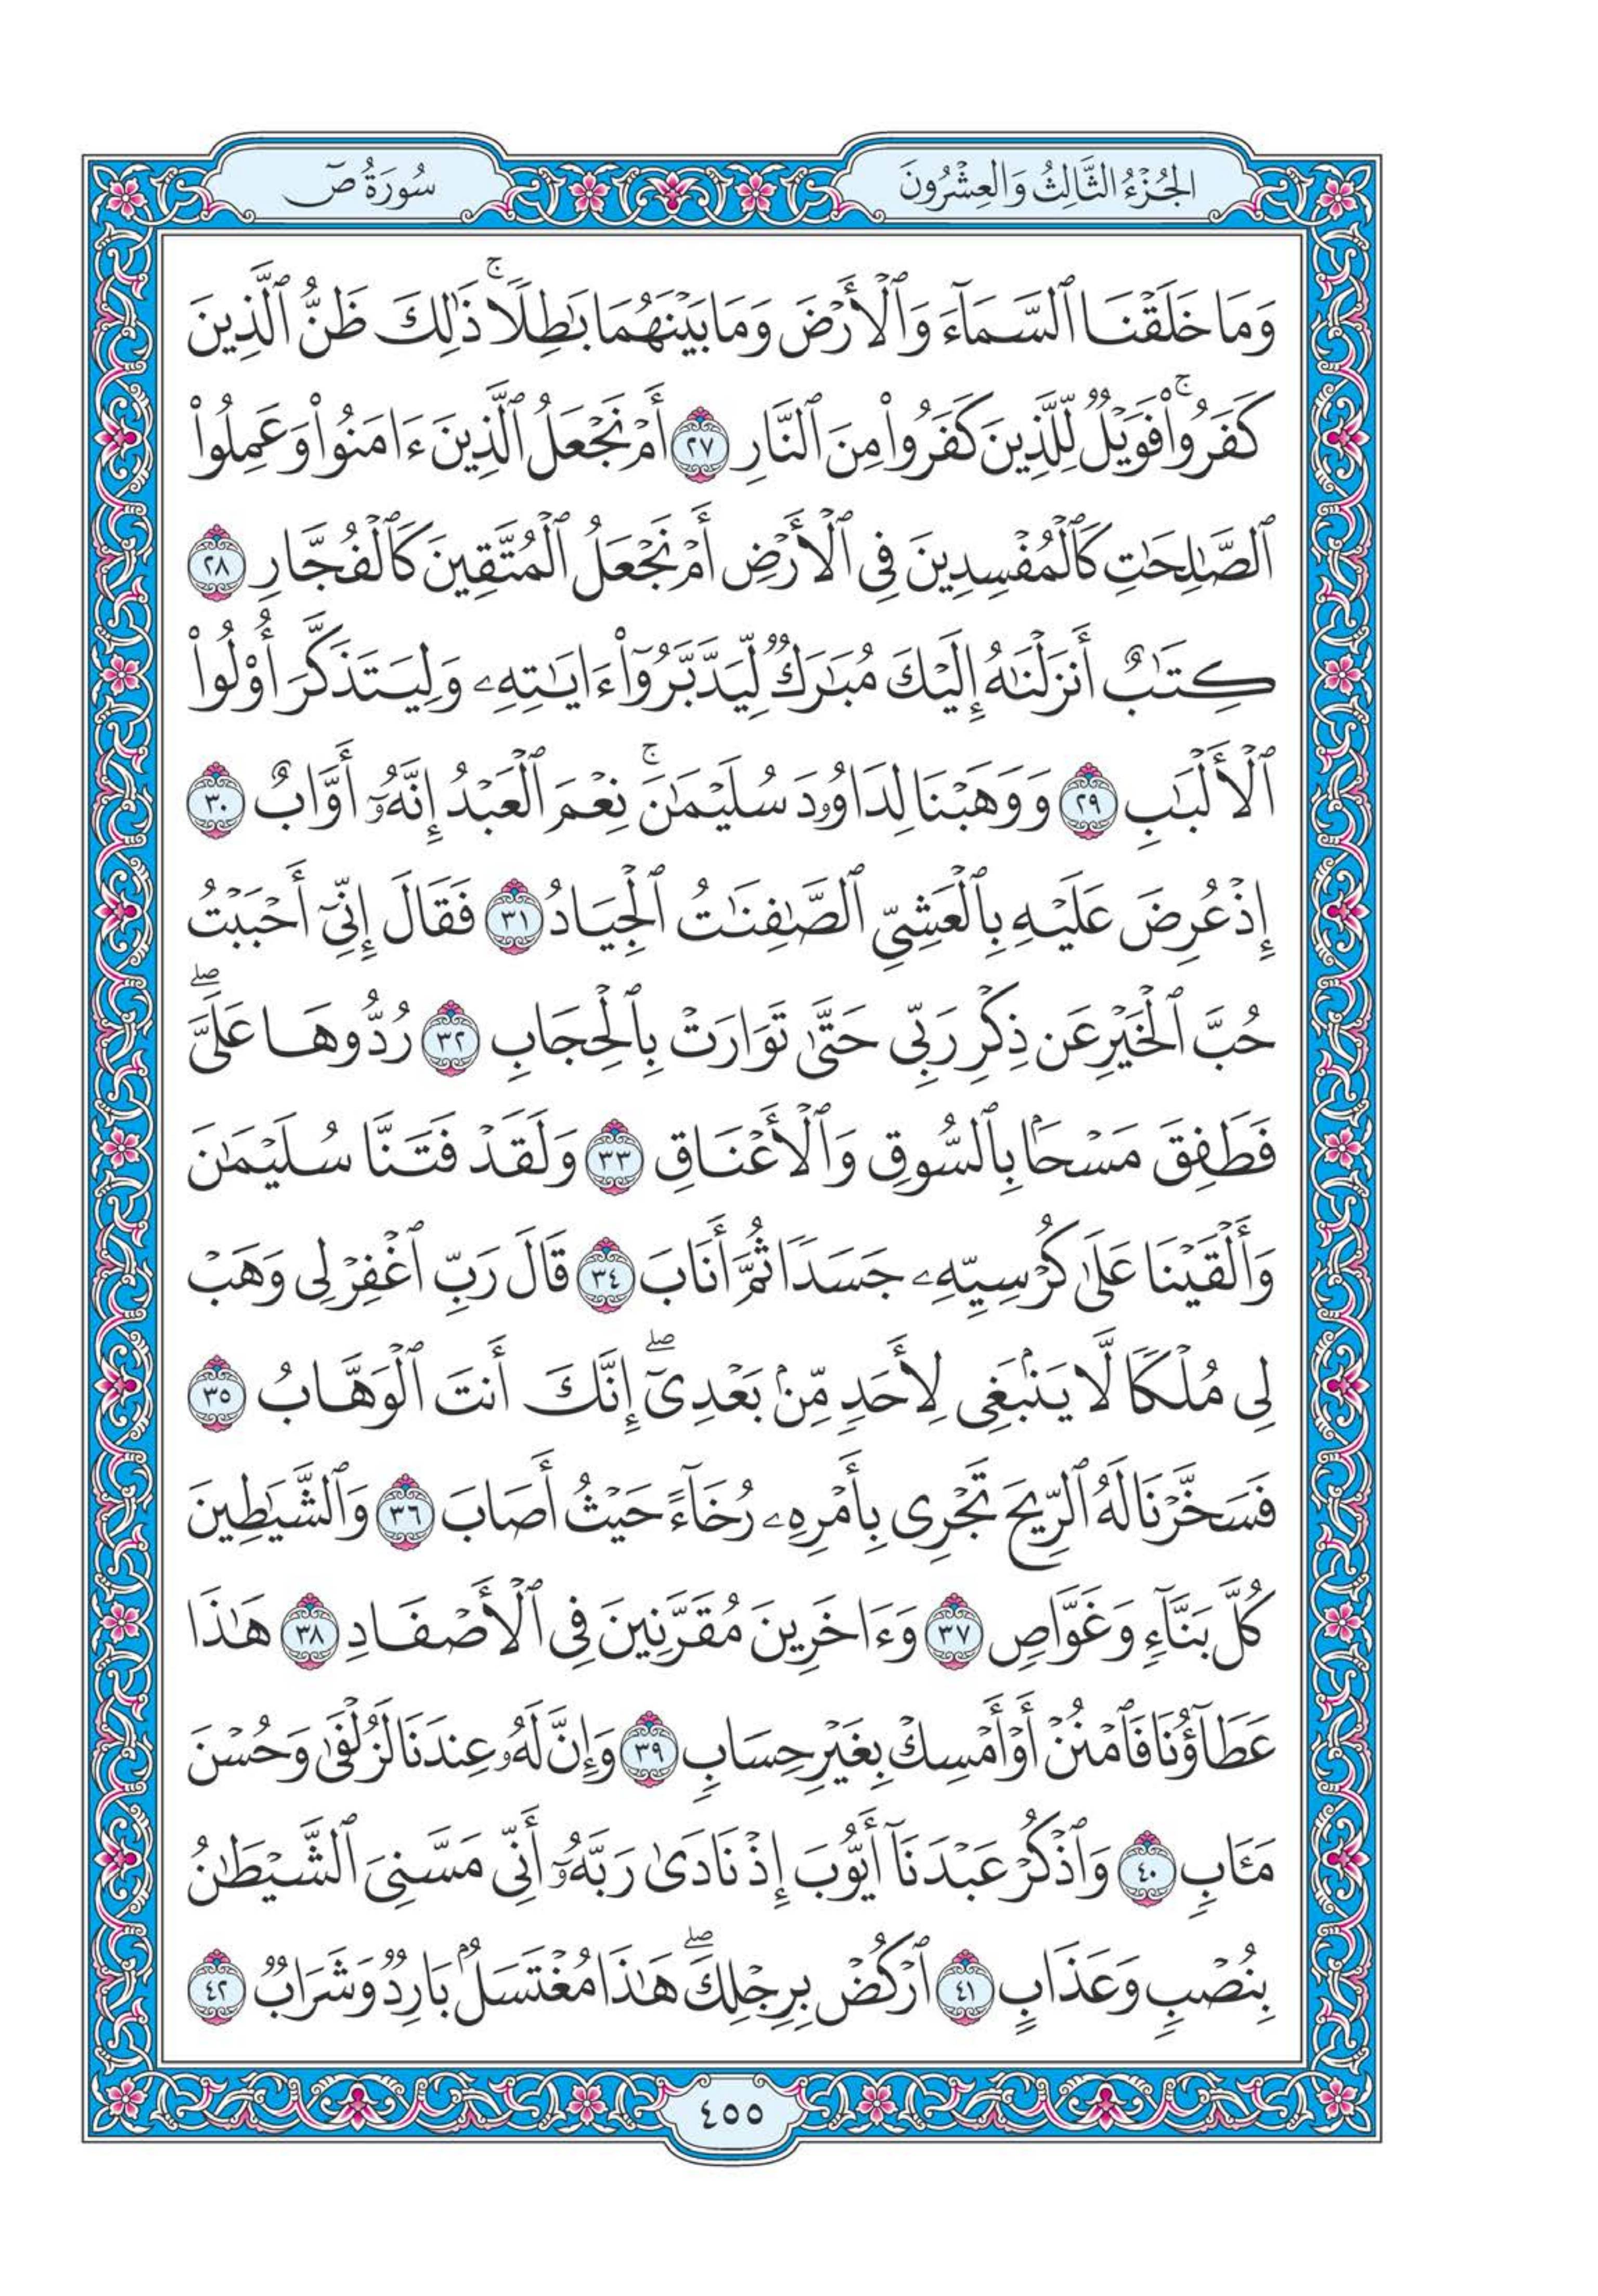 الجُزْءُ الثَّالِثُ وَالعِشْرُونَ
سُورَةُ صٓ
وَمَا خَلَقْنَا ٱلسَّمَآءَ وَٱلْأَرْضَ وَمَا بَيْنَهُمَا بَٰطِلًاۚ ذَٰلِكَ ظَنُّ ٱلَّذِينَ
كَفَرُوا۟ۚ فَوَيْلٌ لِّلَّذِينَ كَفَرُوا۟ مِنَ ٱلنَّارِ ٢٧ أَمْ نَجْعَلُ ٱلَّذِينَ ءَامَنُوا۟ وَعَمِلُوا۟
ٱلصَّٰلِحَٰتِ كَٱلْمُفْسِدِينَ فِى ٱلْأَرْضِ أَمْ نَجْعَلُ ٱلْمُتَّقِينَ كَٱلْفُجَّارِ ٢٨
كِتَٰبٌ أَنزَلْنَٰهُ إِلَيْكَ مُبَٰرَكٌ لِّيَدَّبَّرُوٓا۟ ءَايَٰتِهِۦ وَلِيَتَذَكَّرَ أُو۟لُوا۟
ٱلْأَلْبَٰبِ ٢٩ وَوَهَبْنَا لِدَاوُۥدَ سُلَيْمَٰنَۚ نِعْمَ ٱلْعَبْدُ إِنَّهُۥٓ أَوَّابٌ ٣٠
إِذْ عُرِضَ عَلَيْهِ بِٱلْعَشِىِّ ٱلصَّٰفِنَٰتُ ٱلْجِيَادُ ٣١ فَقَالَ إِنِّىٓ أَحْبَبْتُ
حُبَّ ٱلْخَيْرِ عَن ذِكْرِ رَبِّى حَتَّىٰ تَوَارَتْ بِٱلْحِجَابِ ٣٢ رُدُّوهَا عَلَىَّۖ
فَطَفِقَ مَسْحًۢا بِٱلسُّوقِ وَٱلْأَعْنَاقِ ٣٣ وَلَقَدْ فَتَنَّا سُلَيْمَٰنَ
وَأَلْقَيْنَا عَلَىٰ كُرْسِيِّهِۦ جَسَدًا ثُمَّ أَنَابَ ٣٤ قَالَ رَبِّ ٱغْفِرْ لِى وَهَبْ
لِى مُلْكًا لَّا يَنۢبَغِى لِأَحَدٍ مِّنۢ بَعْدِىٓۖ إِنَّكَ أَنتَ ٱلْوَهَّابُ ٣٥
فَسَخَّرْنَا لَهُ ٱلرِّيحَ تَجْرِى بِأَمْرِهِۦ رُخَآءً حَيْثُ أَصَابَ ٣٦ وَٱلشَّيَٰطِينَ
كُلَّ بَنَّآءٍ وَغَوَّاصٍ ٣٧ وَءَاخَرِينَ مُقَرَّنِينَ فِى ٱلْأَصْفَادِ ٣٨ هَٰذَا
عَطَآؤُنَا فَٱمْنُنْ أَوْ أَمْسِكْ بِغَيْرِ حِسَابٍ ٣٩ وَإِنَّ لَهُۥ عِندَنَا لَزُلْفَىٰ وَحُسْنَ
مَـَٔابٍ ٤٠ وَٱذْكُرْ عَبْدَنَآ أَيُّوبَ إِذْ نَادَىٰ رَبَّهُۥٓ أَنِّى مَسَّنِىَ ٱلشَّيْطَٰنُ
بِنُصْبٍ وَعَذَابٍ ٤١ ٱرْكُضْ بِرِجْلِكَۖ هَٰذَا مُغْتَسَلٌۢ بَارِدٌ وَشَرَابٌ ٤٢
٤٥٥